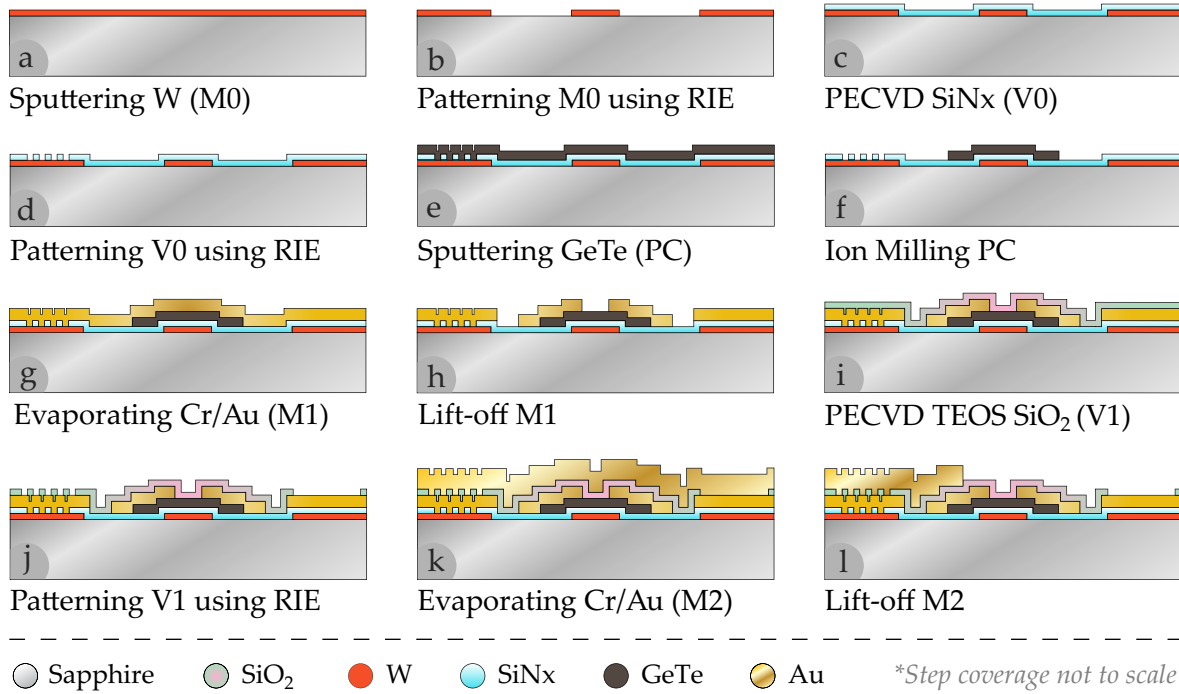 a
Sputtering W (M0)
b
Patterning M0 using RIE
c
PECVD SiNx (V0)
d
Patterning V0 using RIE
e
Sputtering GeTe (PC)
f
Ion Milling PC
g
Evaporating Cr/Au (M1)
h
Lift-off M1
i
PECVD TEOS SiO₂ (V1)
j
Patterning V1 using RIE
k
Evaporating Cr/Au (M2)
l
Lift-off M2
Sapphire SiO₂ W SiNx GeTe Au *Step coverage not to scale